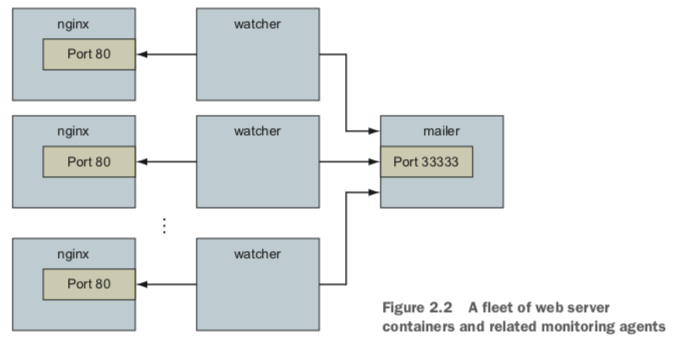 nginx
Port 80
watcher
nginx
Port 80
watcher
mailer
Port 33333
⋮
nginx
Port 80
watcher
Figure 2.2 A fleet of web server
containers and related monitoring agents